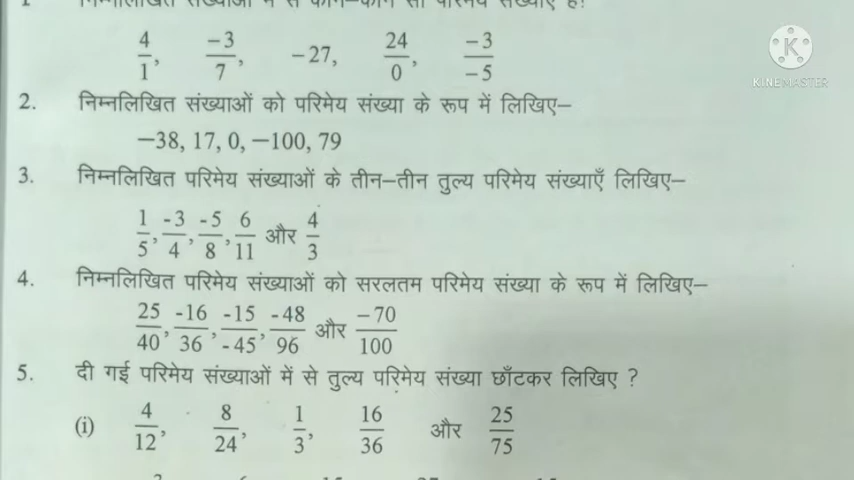 निम्नलिखित संख्याओं में से कौन-कौन सी परिमेय संख्याएँ हैं?
4/1, -3/7, -27, 24/0, -3/-5
K
KINEMASTER
2. निम्नलिखित संख्याओं को परिमेय संख्या के रूप में लिखिए–
-38, 17, 0, -100, 79
3. निम्नलिखित परिमेय संख्याओं के तीन-तीन तुल्य परिमेय संख्याएँ लिखिए–
1/5, -3/4, -5/8, 6/11 और 4/3
4. निम्नलिखित परिमेय संख्याओं को सरलतम परिमेय संख्या के रूप में लिखिए–
25/40, -16/36, -15/-45, -48/96 और -70/100
5. दी गई परिमेय संख्याओं में से तुल्य परिमेय संख्या छाँटकर लिखिए ?
(i) 4/12, 8/24, 1/3, 16/36 और 25/75